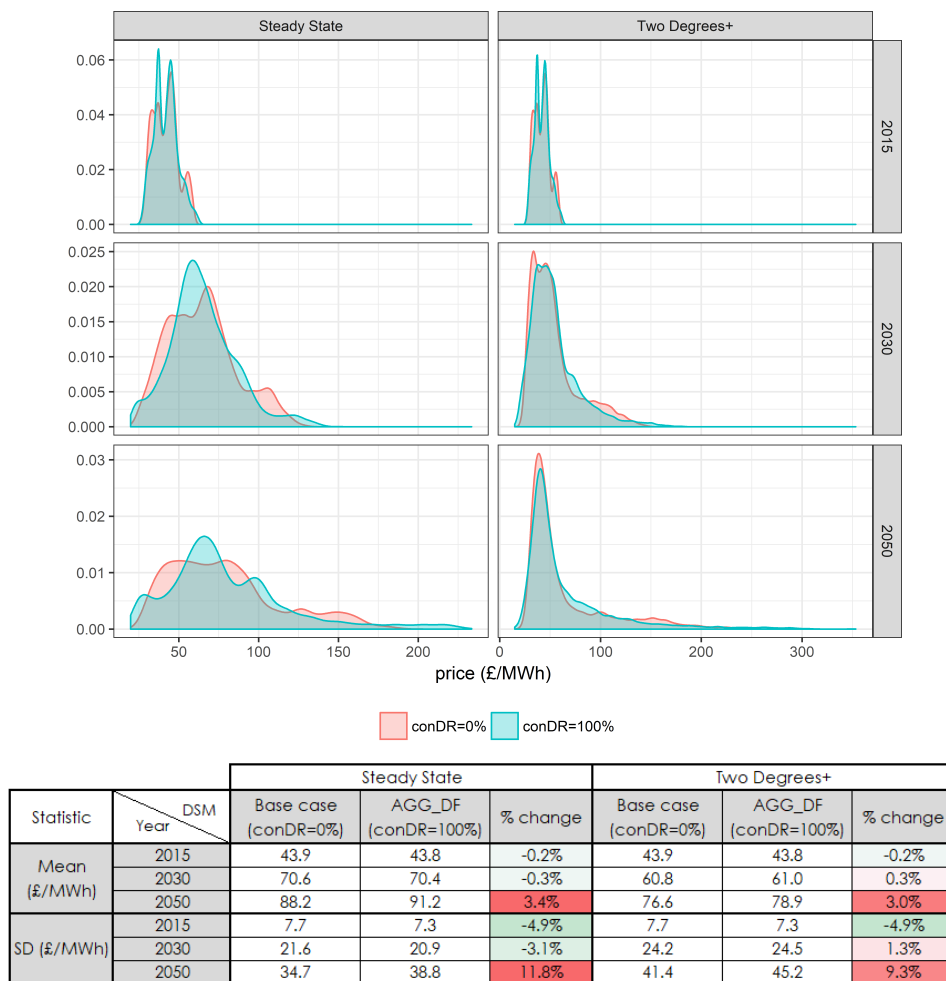 Steady State
Two Degrees+
0.06
0.04
0.02
0.00
2015
0.025
0.020
0.015
0.010
0.005
0.000
2030
0.03
0.02
0.01
0.00
2050
50 100 150 200 0 100 200 300
price (£/MWh)
conDR=0% conDR=100%
Steady State Two Degrees+
Statistic DSM Year Base case (conDR=0%) AGG_DF (conDR=100%) % change Base case (conDR=0%) AGG_DF (conDR=100%) % change
Mean (£/MWh) 2015 43.9 43.8 -0.2% 43.9 43.8 -0.2%
2030 70.6 70.4 -0.3% 60.8 61.0 0.3%
2050 88.2 91.2 3.4% 76.6 78.9 3.0%
SD (£/MWh) 2015 7.7 7.3 -4.9% 7.7 7.3 -4.9%
2030 21.6 20.9 -3.1% 24.2 24.5 1.3%
2050 34.7 38.8 11.8% 41.4 45.2 9.3%